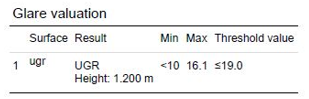 Glare valuation
Surface Result Min Max Threshold value
1 ugr UGR <10 16.1 ≤19.0
Height: 1.200 m